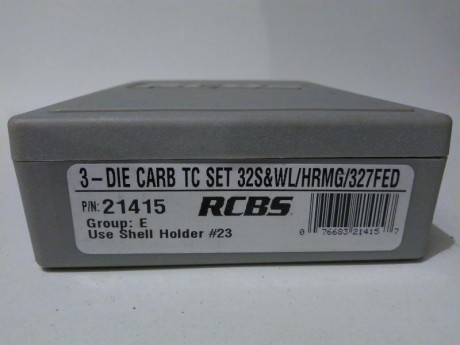 3-DIE CARB TC SET 32S&WL/HRMG/327FED
P/N: 21415 RCBS
Group: E
Use Shell Holder #23
0 76683 21415 7